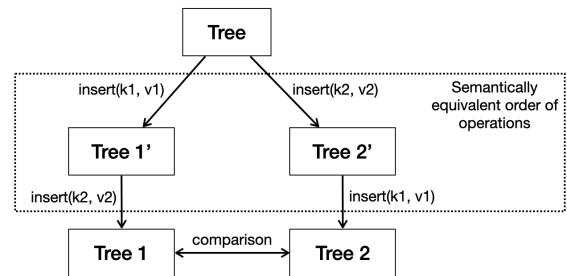 Tree
insert(k1, v1)
insert(k2, v2)
Semantically
equivalent order of
operations
Tree 1’
Tree 2’
insert(k2, v2)
insert(k1, v1)
Tree 1
comparison
Tree 2